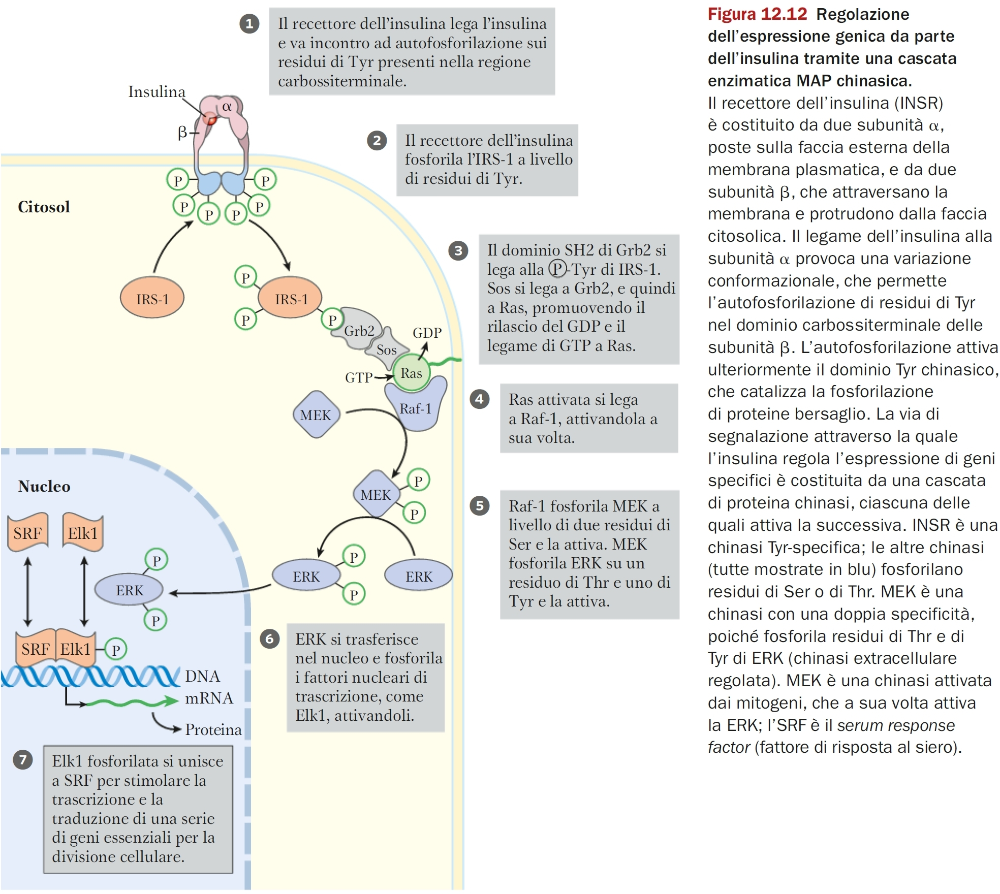 1
Il recettore dell’insulina lega l’insulina
e va incontro ad autofosforilazione sui
residui di Tyr presenti nella regione
carbossiterminale.
Insulina
α
β
2
Il recettore dell’insulina
fosforila l’IRS-1 a livello
di residui di Tyr.
P
P
P
P
P
P
Citosol
3
Il dominio SH2 di Grb2 si
lega alla P-Tyr di IRS-1.
Sos si lega a Grb2, e quindi
a Ras, promuovendo il
rilascio del GDP e il
legame di GTP a Ras.
IRS-1
P
P
IRS-1
P
Grb2
Sos
GDP
GTP
Ras
4
Ras attivata si lega
a Raf-1, attivandola a
sua volta.
MEK
Raf-1
MEK
P
P
5
Raf-1 fosforila MEK a
livello di due residui di
Ser e la attiva. MEK
fosforila ERK su un
residuo di Thr e uno di
Tyr e la attiva.
ERK
P
P
ERK
Nucleo
SRF
Elk1
ERK
P
P
SRF
Elk1
P
DNA
mRNA
Proteina
6
ERK si trasferisce
nel nucleo e fosforila
i fattori nucleari di
trascrizione, come
Elk1, attivandoli.
7
Elk1 fosforilata si unisce
a SRF per stimolare la
trascrizione e la
traduzione di una serie
di geni essenziali per la
divisione cellulare.
Figura 12.12 Regolazione
dell’espressione genica da parte
dell’insulina tramite una cascata
enzimatica MAP chinasica.
Il recettore dell’insulina (INSR)
è costituito da due subunità α,
poste sulla faccia esterna della
membrana plasmatica, e da due
subunità β, che attraversano la
membrana e protrudono dalla faccia
citosolica. Il legame dell’insulina alla
subunità α provoca una variazione
conformazionale, che permette
l’autofosforilazione di residui di Tyr
nel dominio carbossiterminale delle
subunità β. L’autofosforilazione attiva
ulteriormente il dominio Tyr chinasico,
che catalizza la fosforilazione
di proteine bersaglio. La via di
segnalazione attraverso la quale
l’insulina regola l’espressione di geni
specifici è costituita da una cascata
di proteina chinasi, ciascuna delle
quali attiva la successiva. INSR è una
chinasi Tyr-specifica; le altre chinasi
(tutte mostrate in blu) fosforilano
residui di Ser o di Thr. MEK è una
chinasi con una doppia specificità,
poiché fosforila residui di Thr e di
Tyr di ERK (chinasi extracellulare
regolata). MEK è una chinasi attivata
dai mitogeni, che a sua volta attiva
la ERK; l’SRF è il serum response
factor (fattore di risposta al siero).